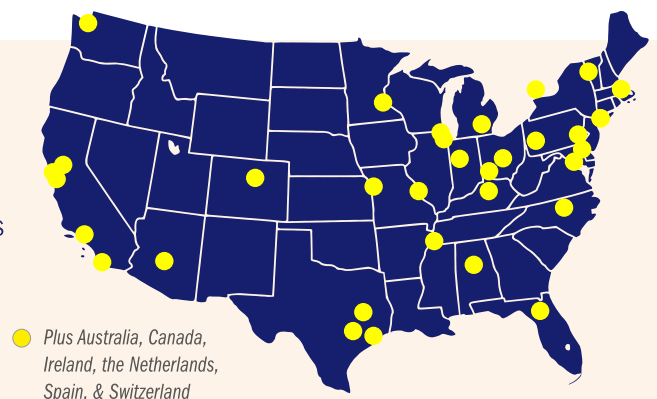 S
Plus Australia, Canada,
Ireland, the Netherlands,
Spain, & Switzerland